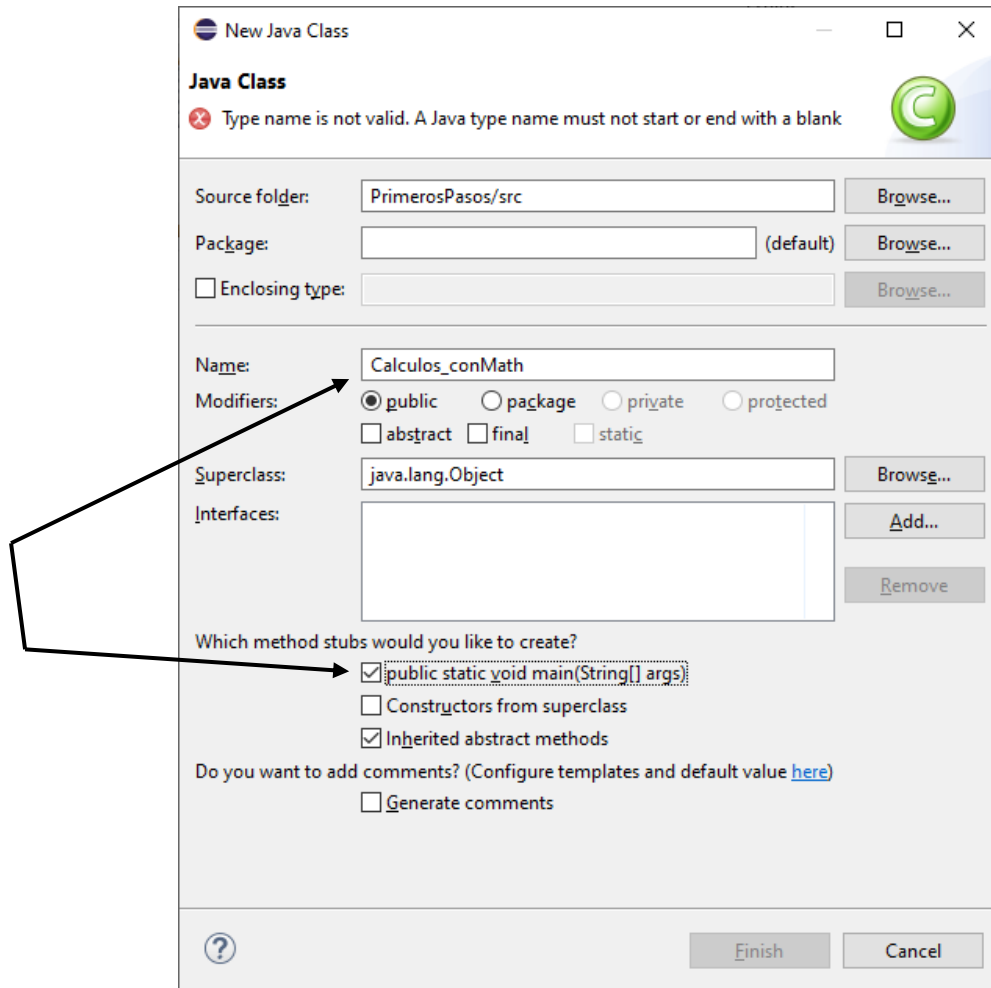 New Java Class
Java Class
Type name is not valid. A Java type name must not start or end with a blank
Source folder: PrimerosPasos/src Browse...
Package: (default) Browse...
Enclosing type: Browse...
Name: Calculos_conMath
Modifiers: public package private protected
abstract final static
Superclass: java.lang.Object Browse...
Interfaces: Add...
Remove
Which method stubs would you like to create?
public static void main(String[] args)
Constructors from superclass
Inherited abstract methods
Do you want to add comments? (Configure templates and default value here)
Generate comments
? Finish Cancel